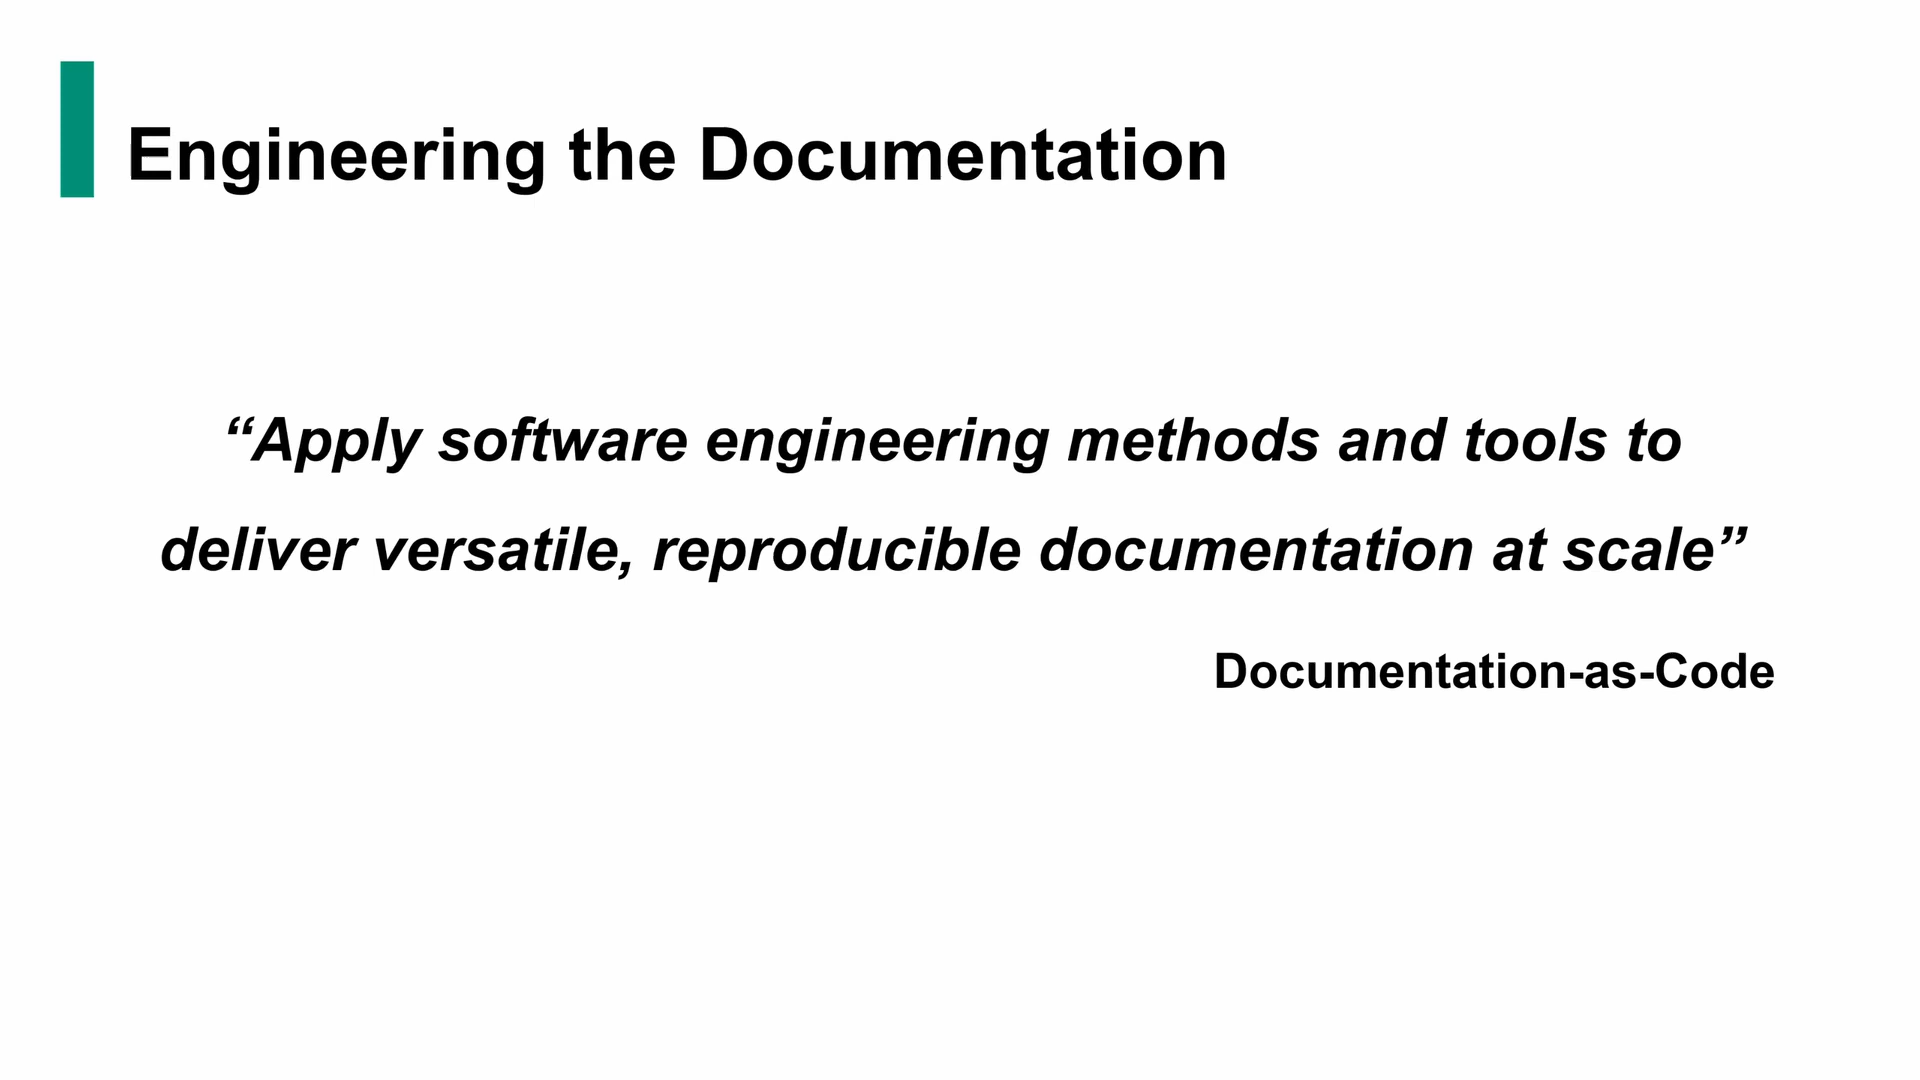 Engineering the Documentation
“Apply software engineering methods and tools to
deliver versatile, reproducible documentation at scale”
Documentation-as-Code